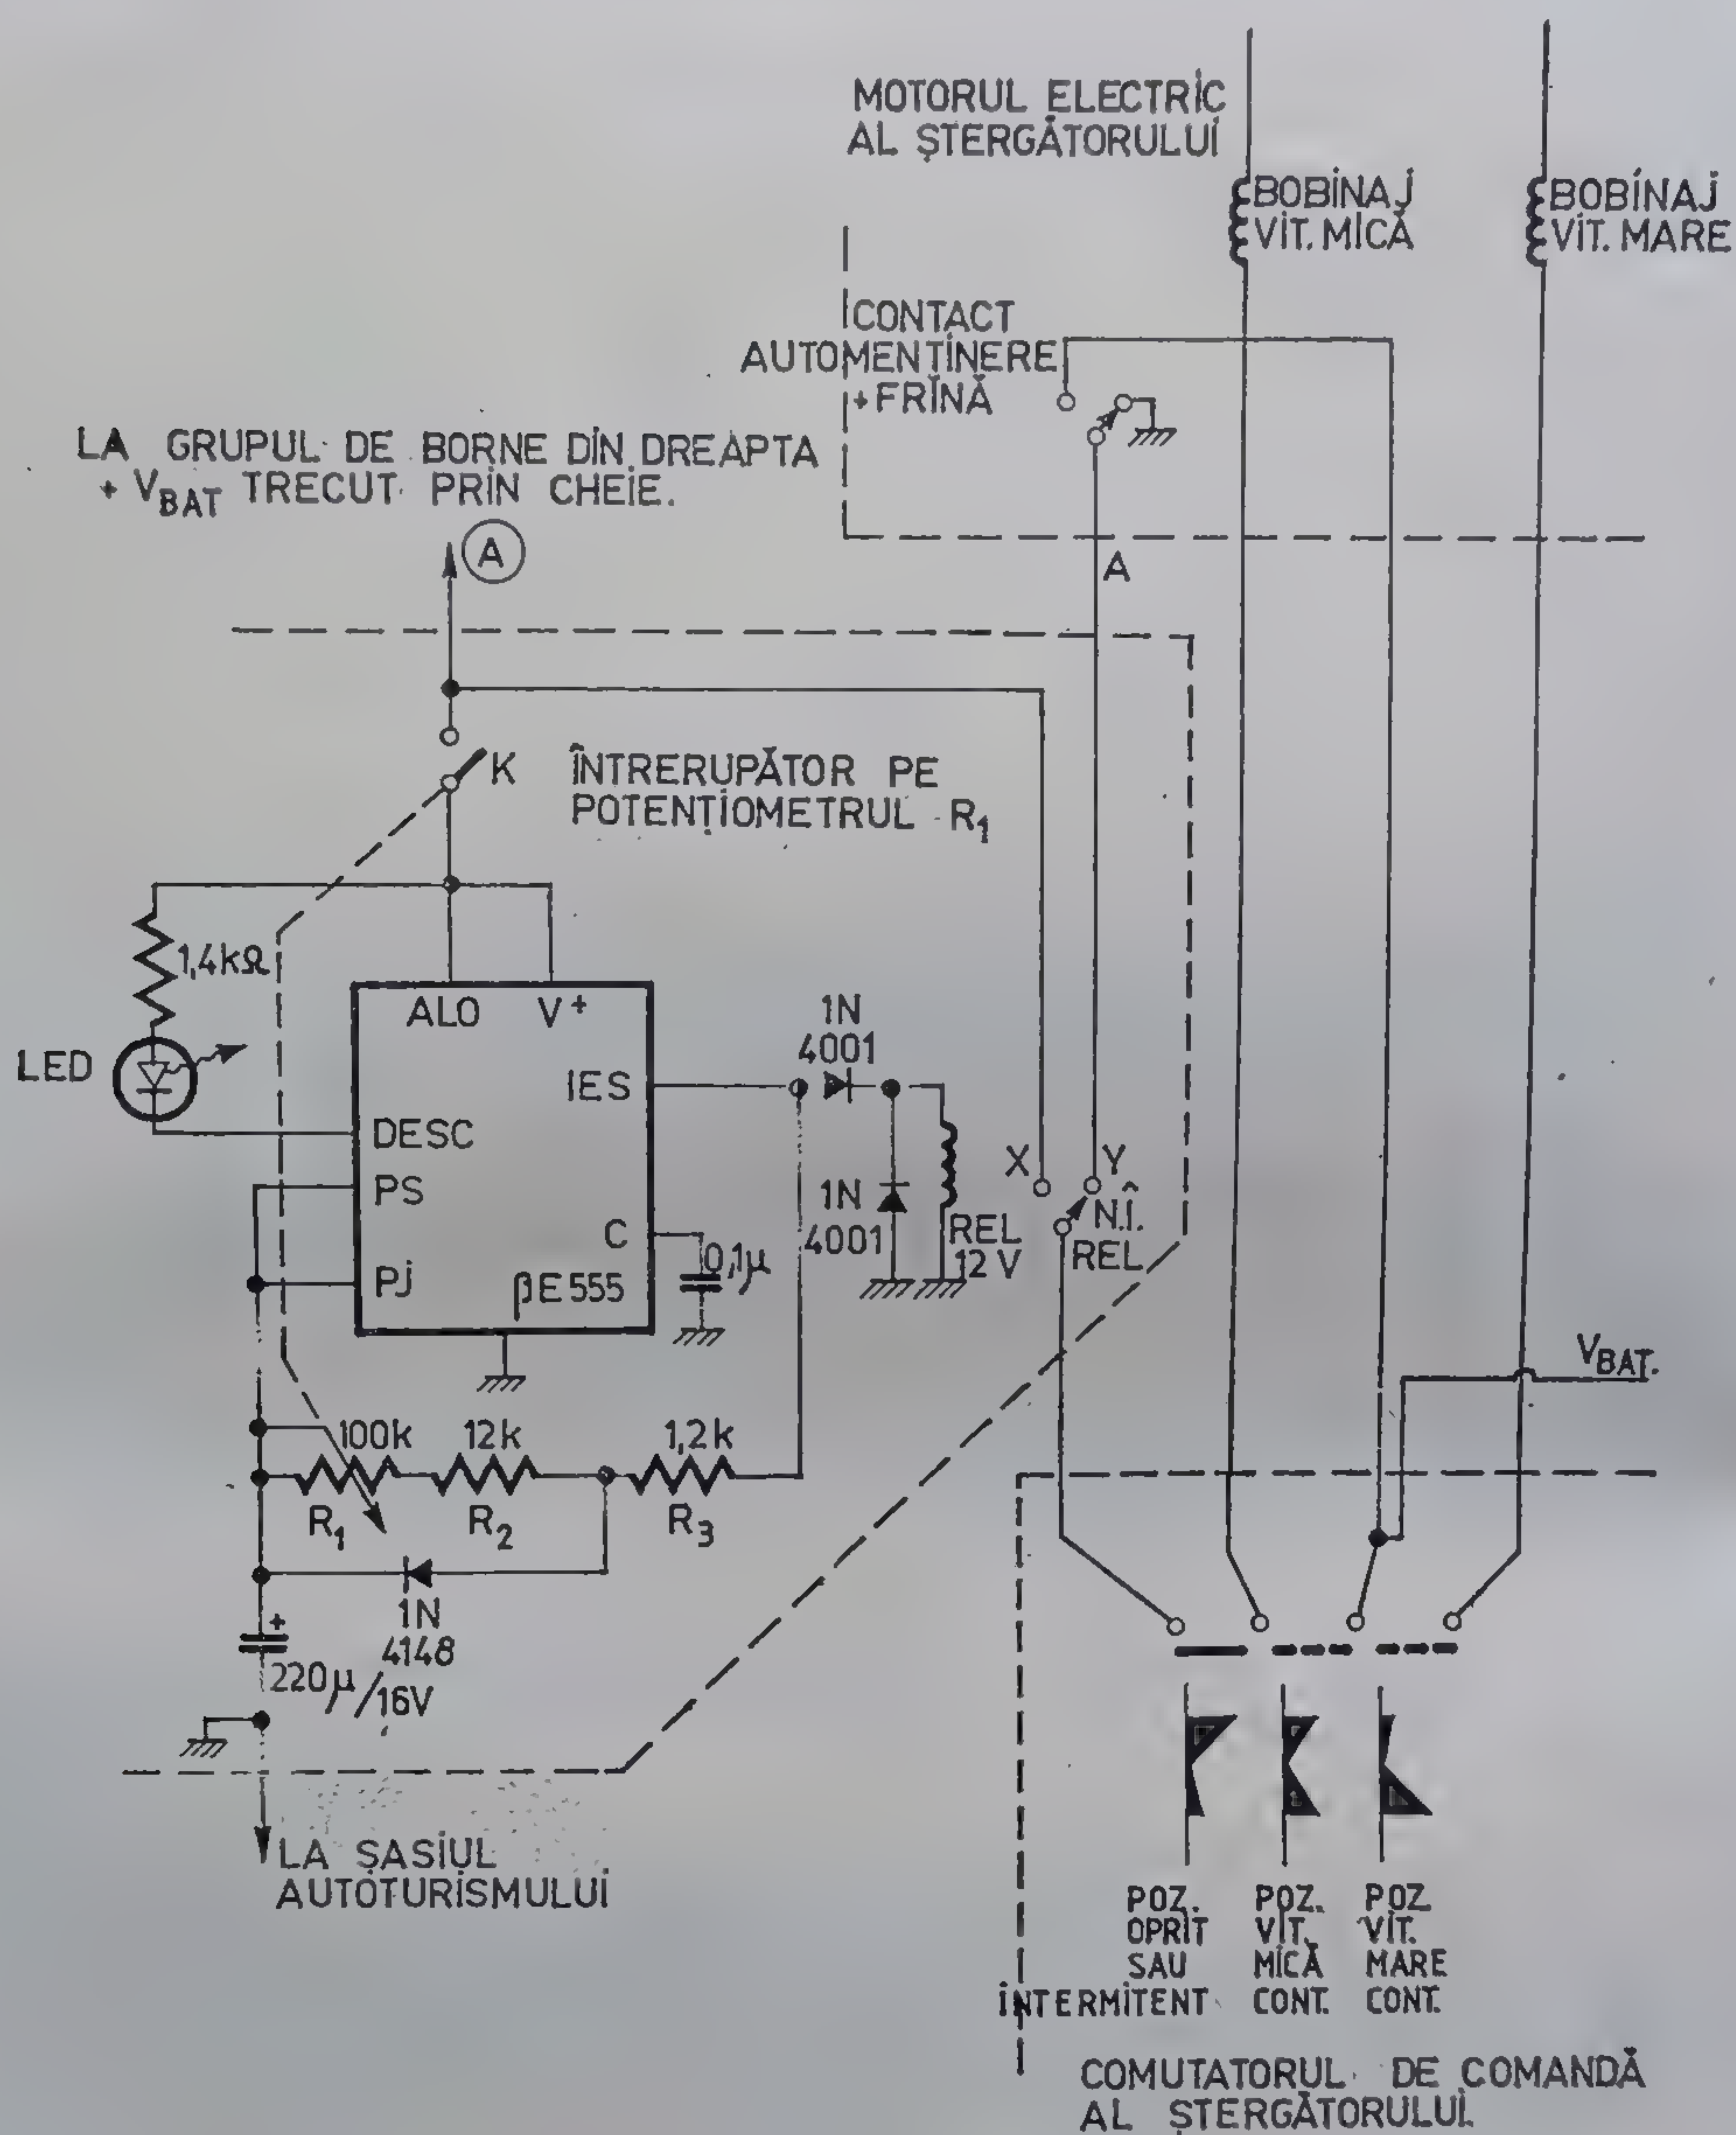 MOTORUL ELECTRIC
AL ȘTERGĂTORULUI
BOBINAJ
VIT. MICĂ
BOBINAJ
VIT. MARE
CONTACT
AUTOMENTINERE
+ FRÎNĂ
LA GRUPUL DE BORNE DIN DREAPTA
+ VBAT TRECUT PRIN CHEIE.
A
A
K
ÎNTRERUPĂTOR PE
POTENȚIOMETRUL R1
1,4kΩ
LED
ALO V+
IES
DESC
PS
C
PJ
βE555
0,1µ
1N
4001
1N
4001
REL
12 V
X
Y
N.Î.
REL
VBAT.
100k
12k
1,2k
R1
R2
R3
1N
4148
+
220µ/16V
LA ȘASIUL
AUTOTURISMULUI
POZ.
OPRIT
SAU
INTERMITENT
POZ.
VIT.
MICĂ
CONT.
POZ
VIT.
MARE
CONT.
COMUTATORUL DE COMANDĂ
AL ȘTERGĂTORULUI.